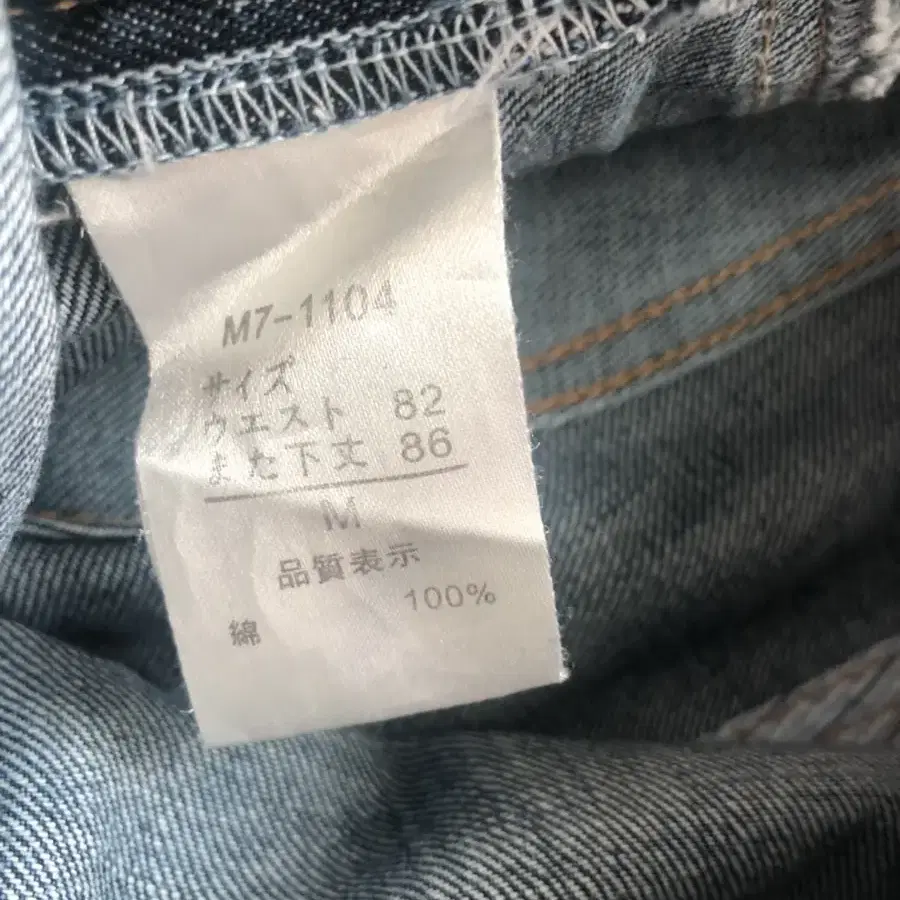 M7-1104
サイズ
ウエスト 82
また下丈 86
M
品質表示
綿 100%